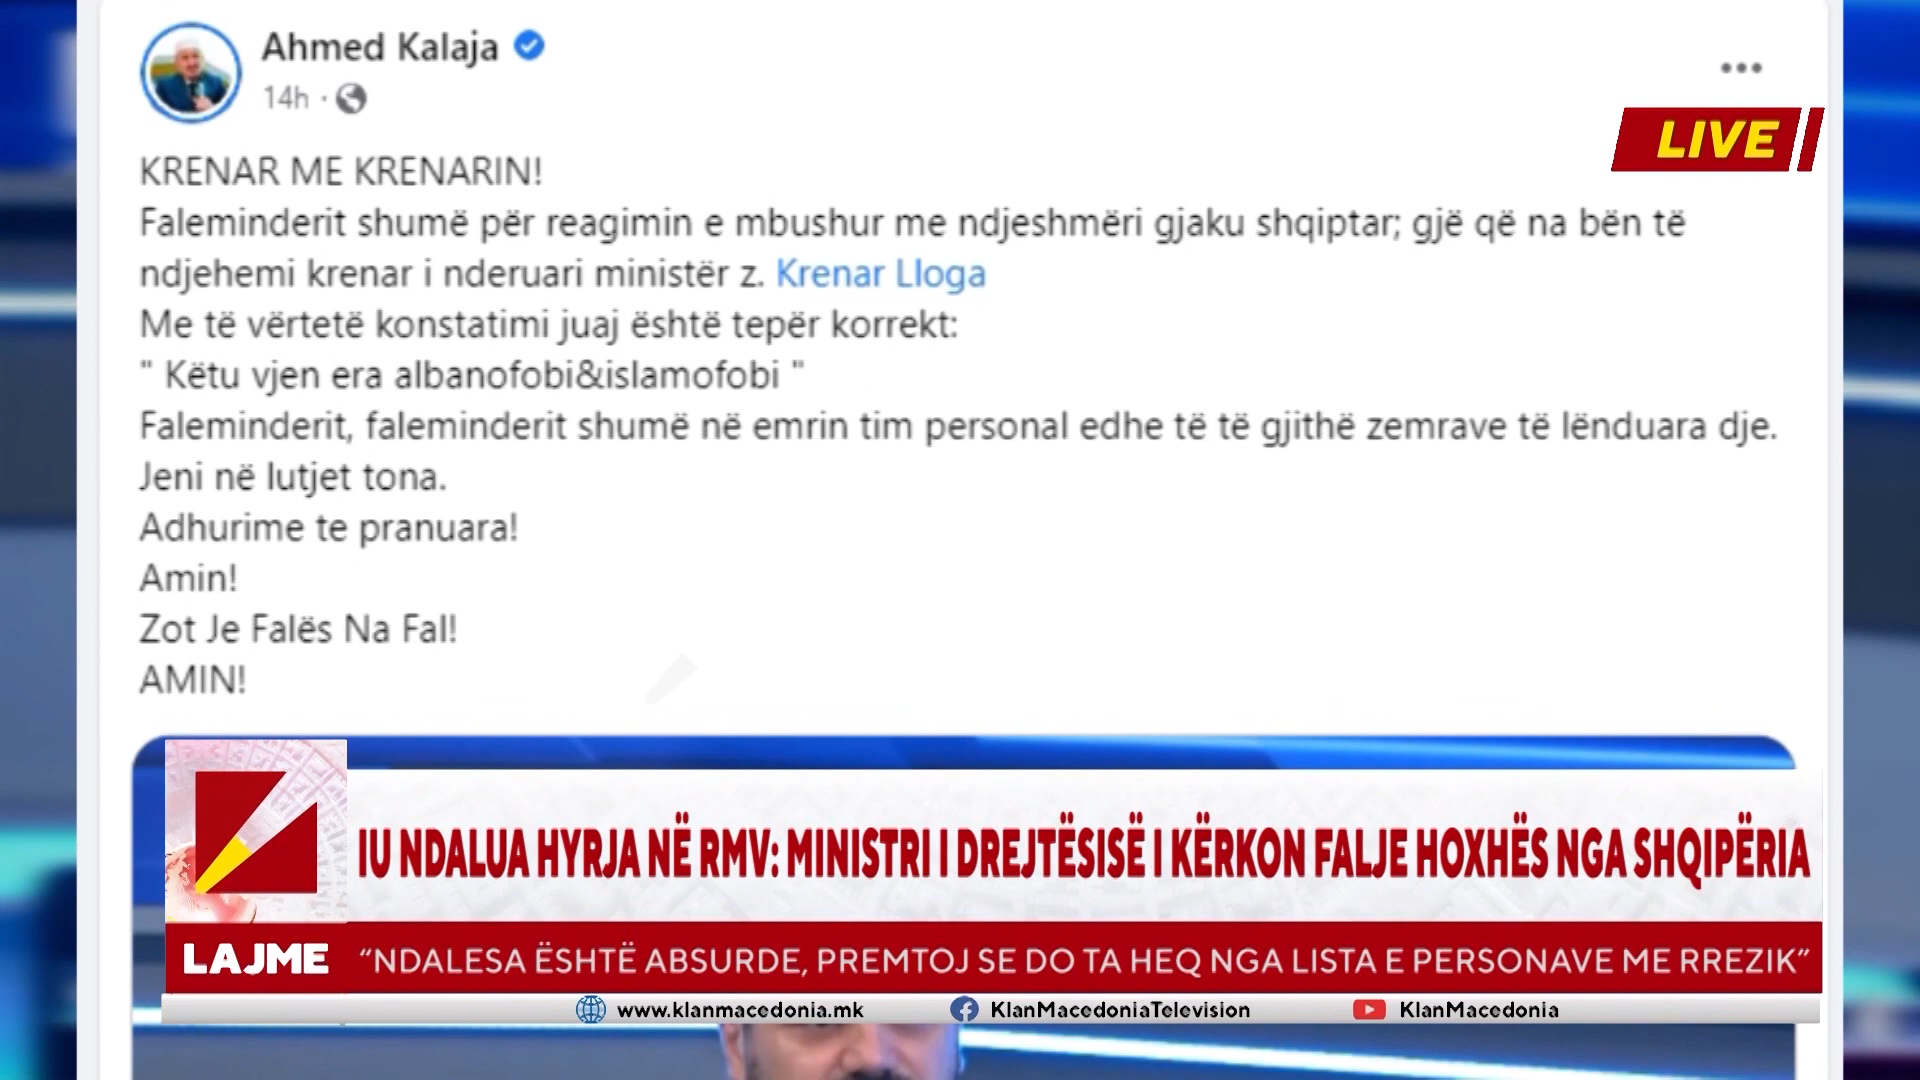 Ahmed Kalaja
14h ·
LIVE
KRENAR ME KRENARIN!
Faleminderit shumë për reagimin e mbushur me ndjeshmëri gjaku shqiptar; gjë që na bën të
ndjehemi krenar i nderuari ministër z. Krenar Lloga
Me të vërtetë konstatimi juaj është tepër korrekt:
" Këtu vjen era albanofobi&islamofobi "
Faleminderit, faleminderit shumë në emrin tim personal edhe të të gjithë zemrave të lënduara dje.
Jeni në lutjet tona.
Adhurime te pranuara!
Amin!
Zot Je Falës Na Fal!
AMIN!
IU NDALUA HYRJA NË RMV: MINISTRI I DREJTËSISË I KËRKON FALJE HOXHËS NGA SHQIPËRIA
LAJME
“NDALESA ËSHTË ABSURDE, PREMTOJ SE DO TA HEQ NGA LISTA E PERSONAVE ME RREZIK”
www.klanmacedonia.mk
KlanMacedoniaTelevision
KlanMacedonia